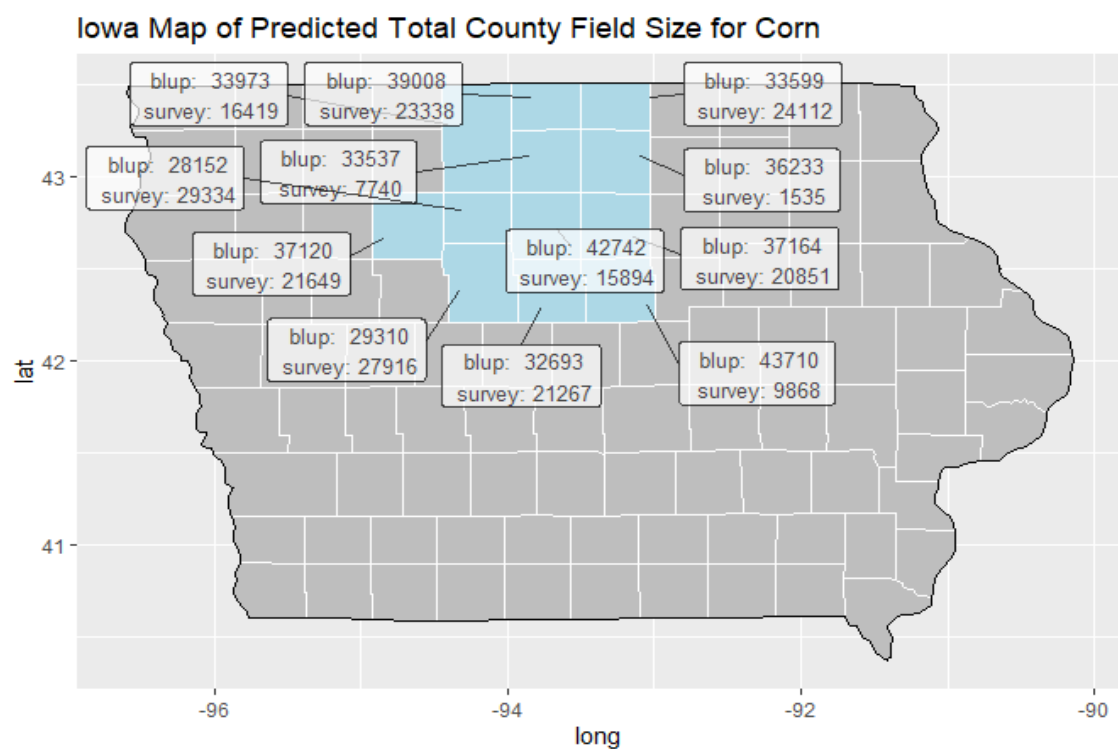 Iowa Map of Predicted Total County Field Size for Corn
blup: 33973
survey: 16419
blup: 39008
survey: 23338
blup: 33599
survey: 24112
blup: 28152
survey: 29334
blup: 33537
survey: 7740
blup: 36233
survey: 1535
blup: 37120
survey: 21649
blup: 42742
survey: 15894
blup: 37164
survey: 20851
blup: 29310
survey: 27916
blup: 32693
survey: 21267
blup: 43710
survey: 9868
43
42
41
lat
-96
-94
-92
-90
long